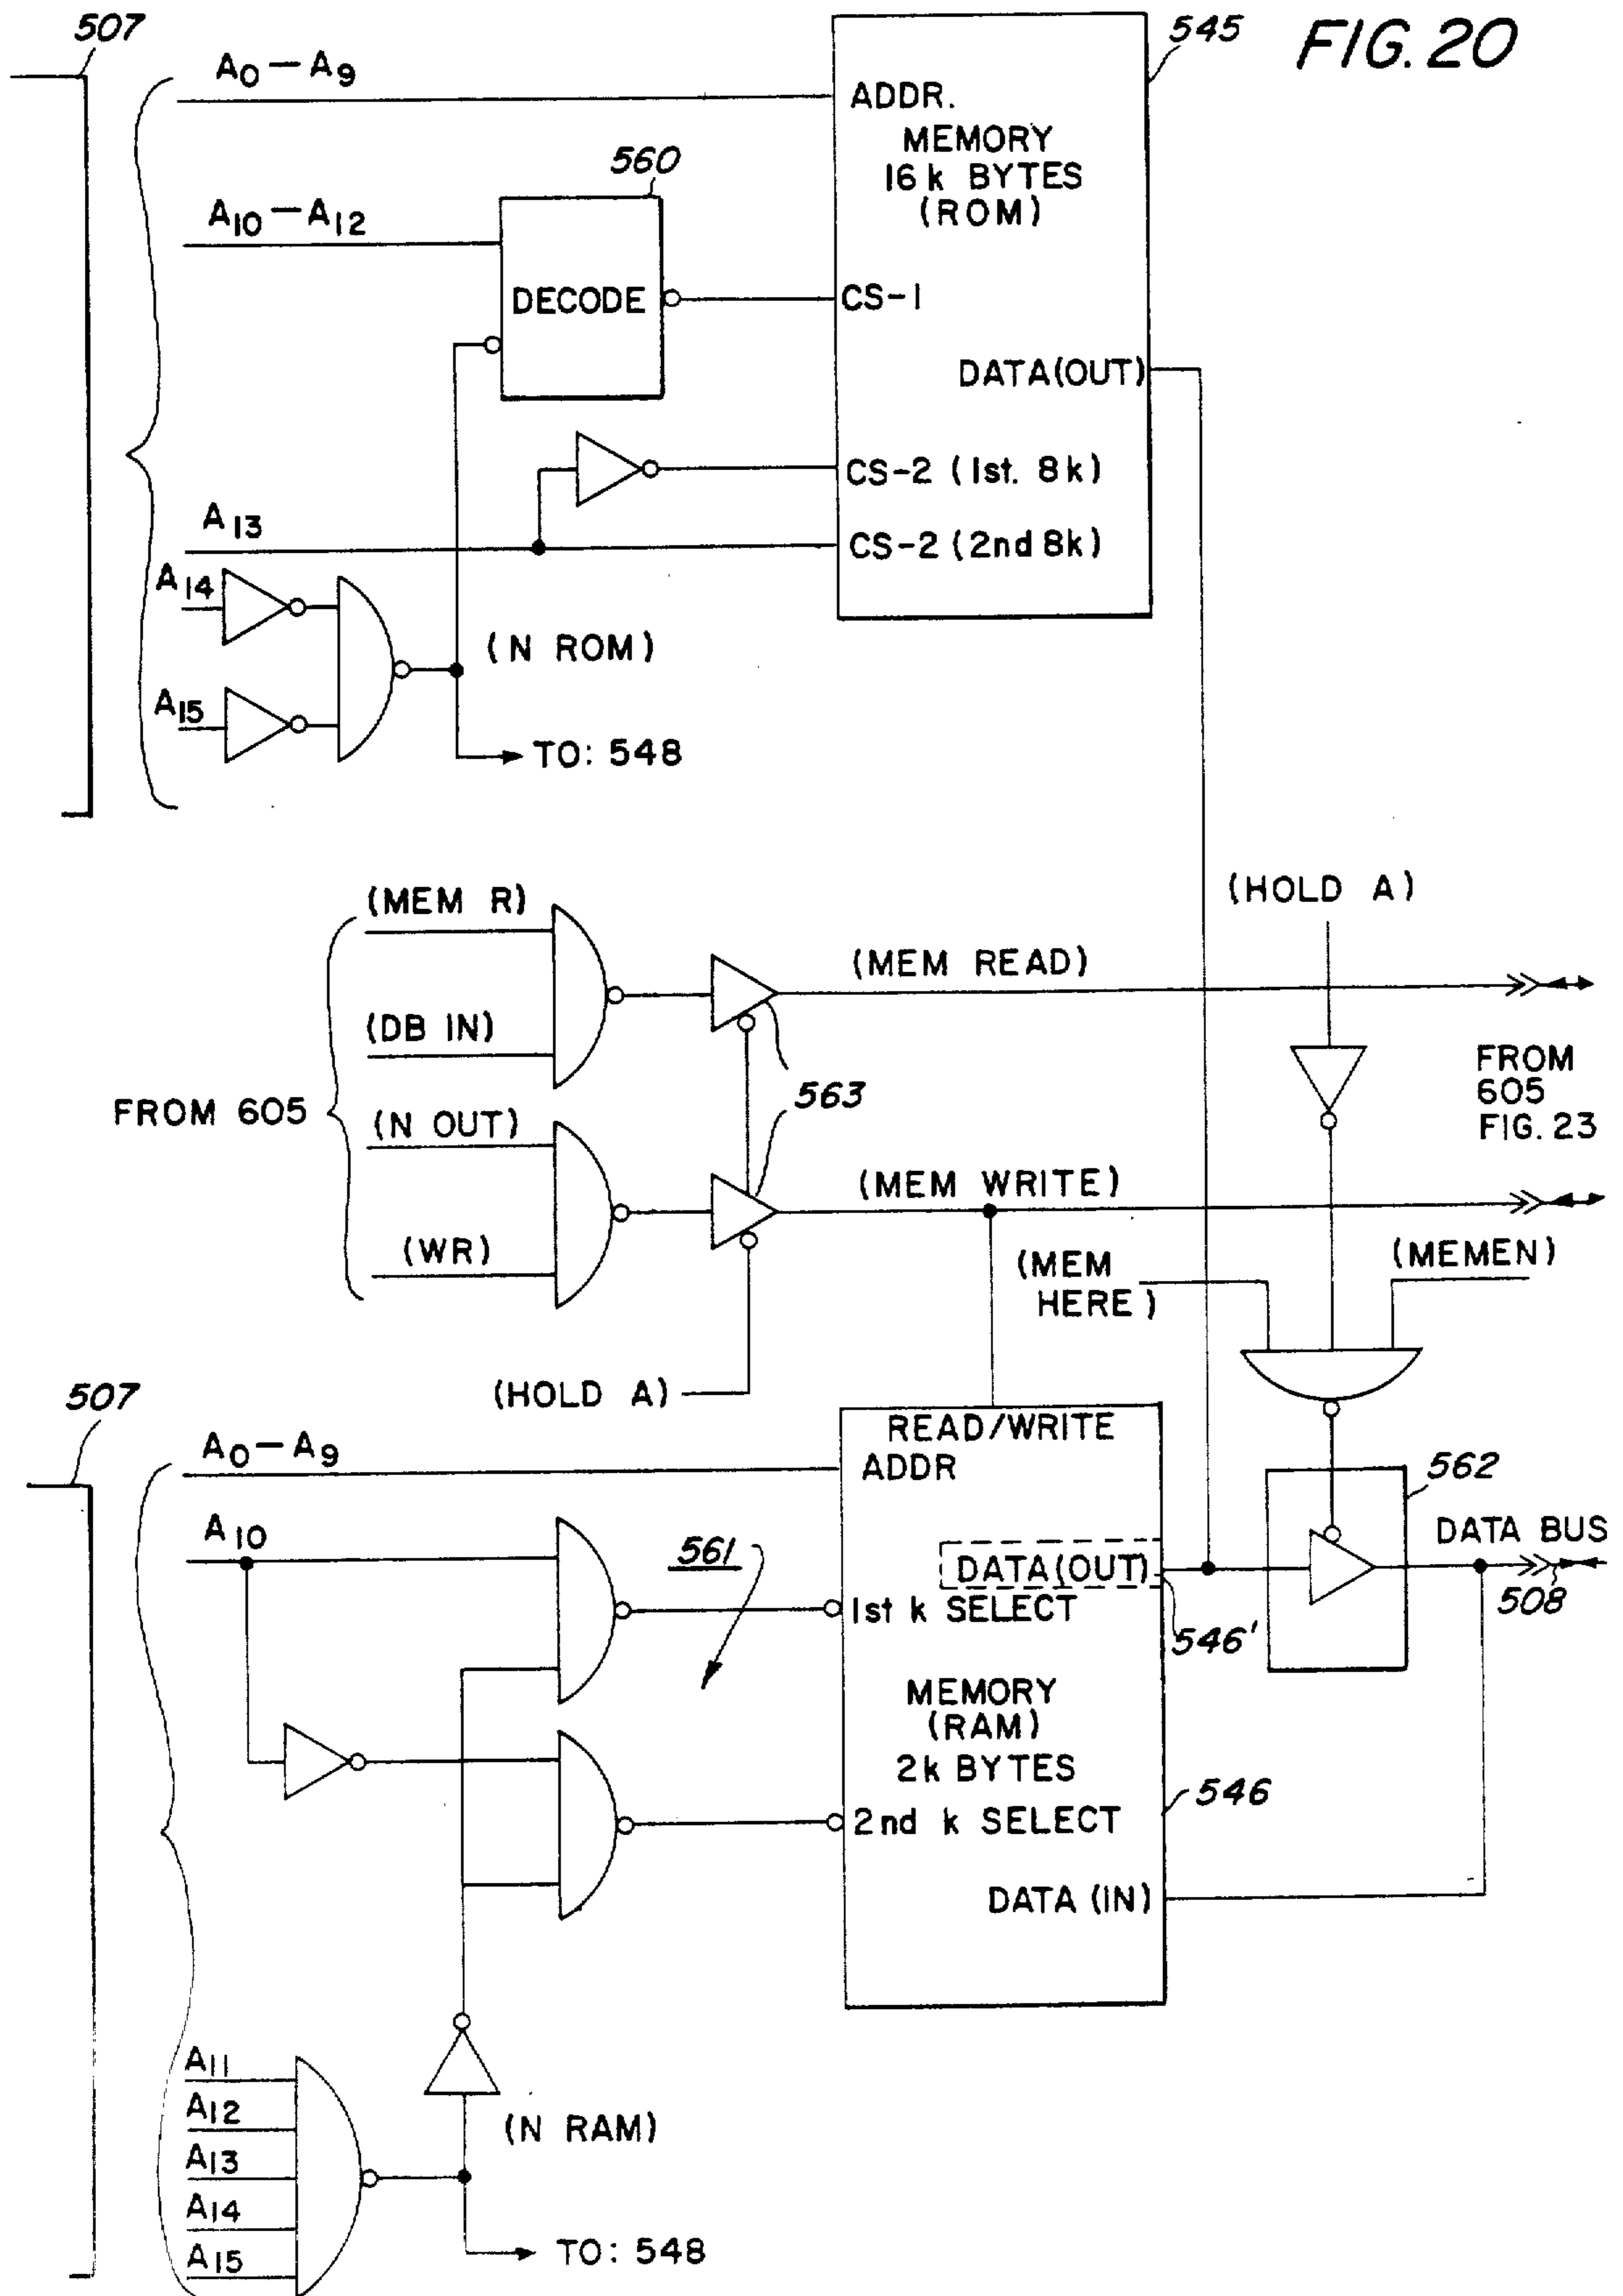 FIG. 20
507
545
A0 – A9
ADDR.
MEMORY
16 k BYTES
(ROM)
560
A10 – A12
DECODE
CS-1
DATA (OUT)
CS-2 (1st. 8k)
A13
CS-2 (2nd 8k)
A14
(N ROM)
A15
TO: 548
(HOLD A)
(MEM R)
(MEM READ)
(DB IN)
FROM
605
FIG. 23
563
FROM 605
(N OUT)
(MEM WRITE)
(WR)
(MEM
HERE)
(MEMEN)
(HOLD A)
507
READ/WRITE
A0 – A9
ADDR
562
A10
561
DATA (OUT)
DATA BUS
508
1st k SELECT
546'
MEMORY
(RAM)
2k BYTES
546
2nd k SELECT
DATA (IN)
A11
A12
(N RAM)
A13
A14
A15
TO: 548